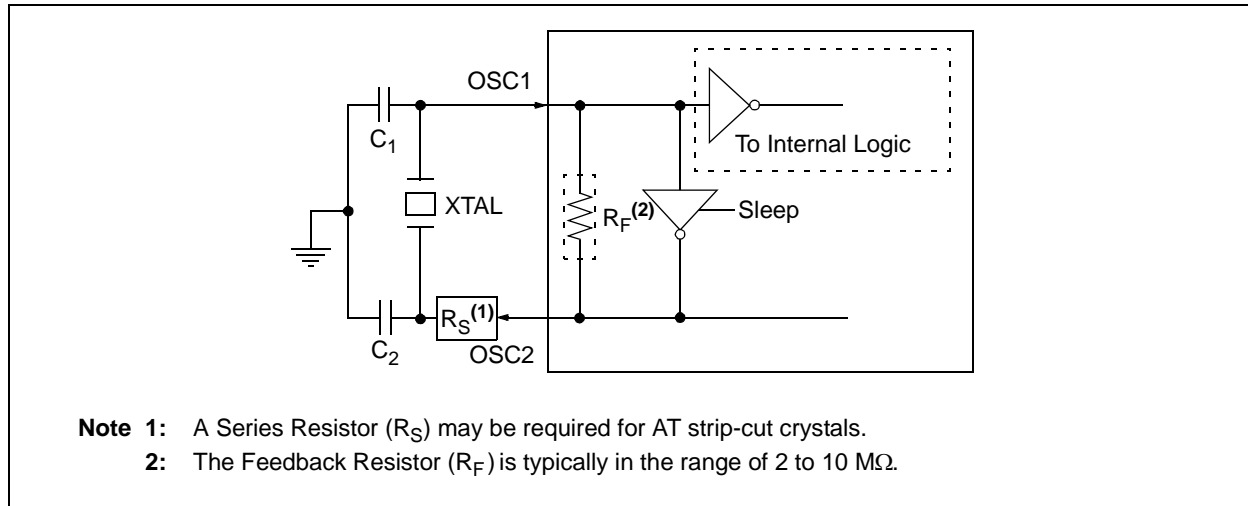 OSC1
C1
To Internal Logic
XTAL
RF(2)
Sleep
RS(1)
C2
OSC2
Note 1: A Series Resistor (RS) may be required for AT strip-cut crystals.
2: The Feedback Resistor (RF) is typically in the range of 2 to 10 MΩ.